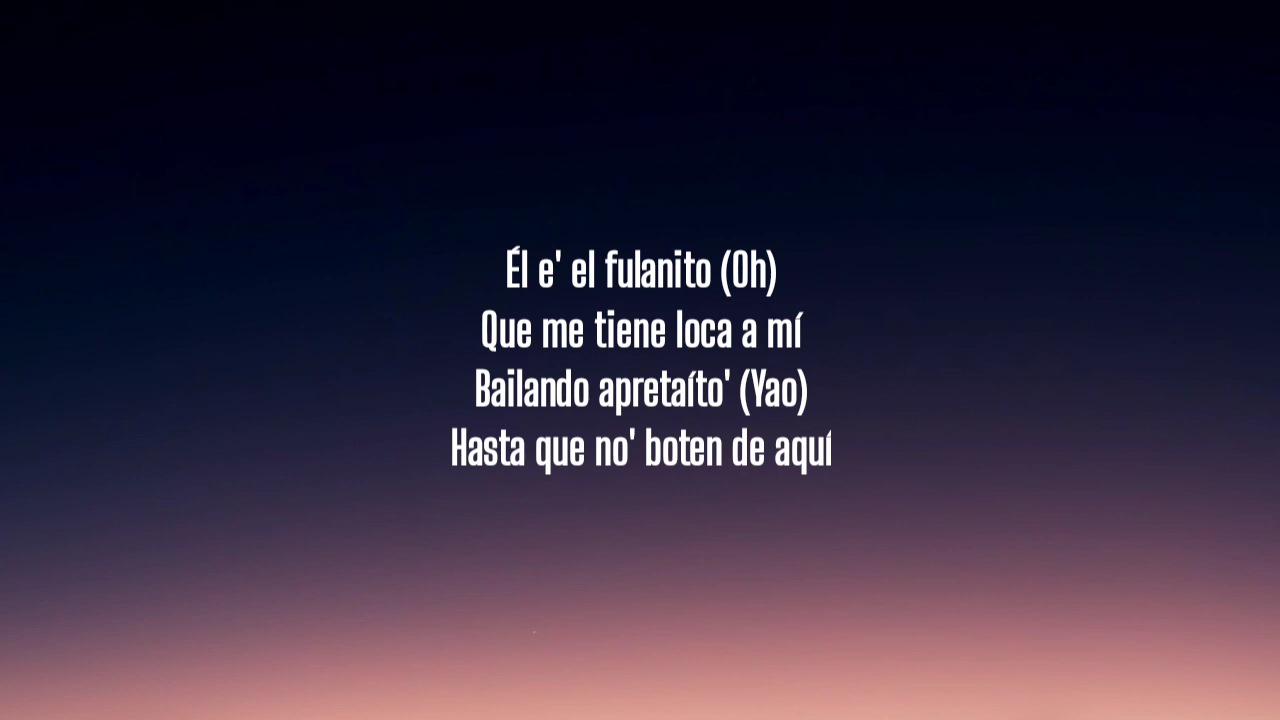 Él e' el fulanito (Oh)
Que me tiene loca a mí
Bailando apretaíto' (Yao)
Hasta que no' boten de aquí